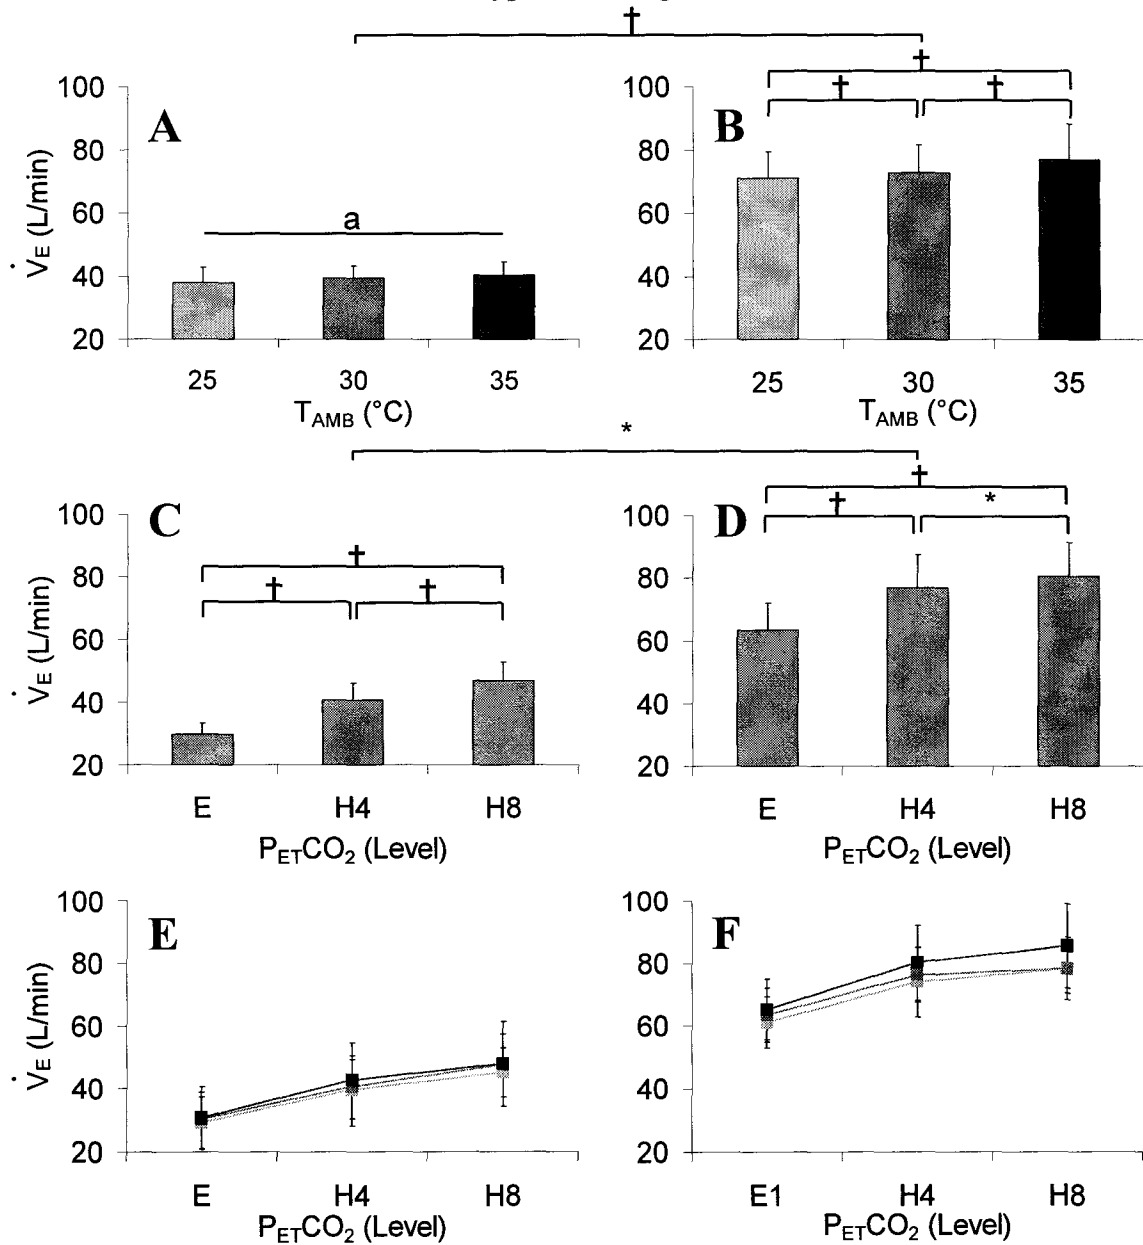 †
†
† †
A
V̇E (L/min)
100
80
60
40
20
a
25 30 35
TAMB (°C)
B
100
80
60
40
20
25 30 35
TAMB (°C)
*
†
† *
C
V̇E (L/min)
100
80
60
40
20
†
† †
E H4 H8
PETCO2 (Level)
D
100
80
60
40
20
E H4 H8
PETCO2 (Level)
E
V̇E (L/min)
100
80
60
40
20
E H4 H8
PETCO2 (Level)
F
100
80
60
40
20
E1 H4 H8
PETCO2 (Level)